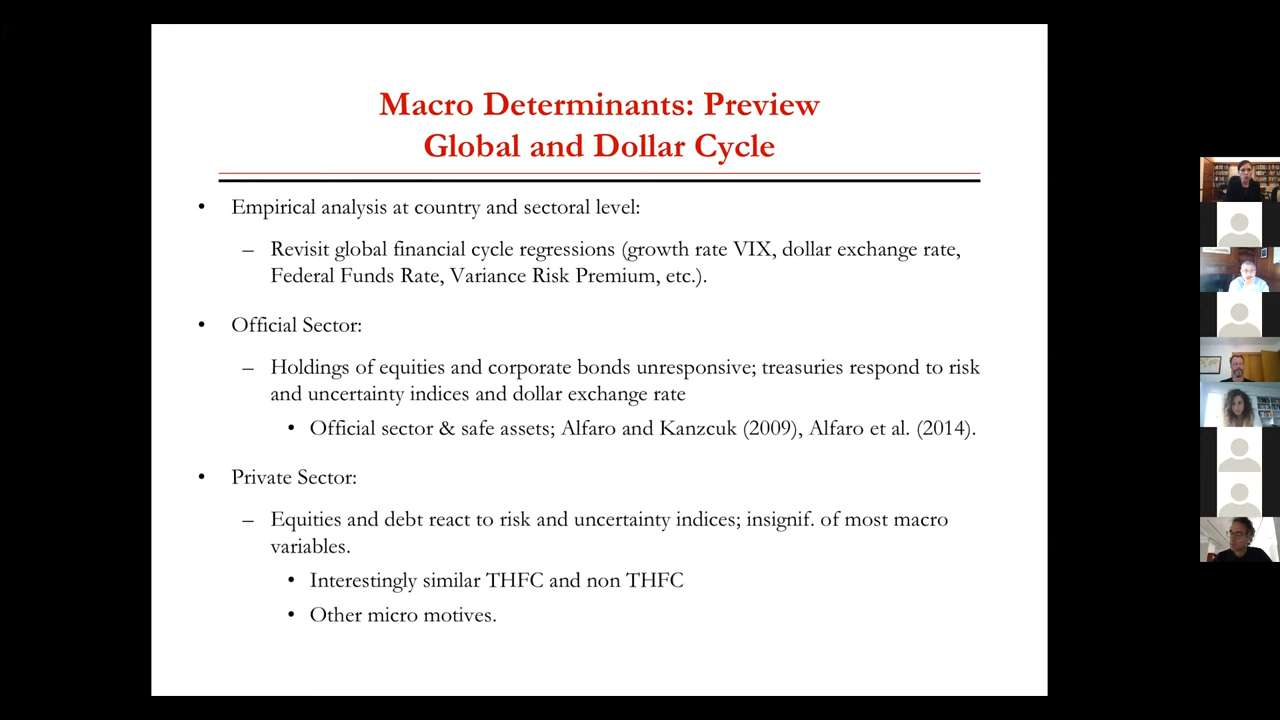 Macro Determinants: Preview
Global and Dollar Cycle
• Empirical analysis at country and sectoral level:
– Revisit global financial cycle regressions (growth rate VIX, dollar exchange rate,
Federal Funds Rate, Variance Risk Premium, etc.).
• Official Sector:
– Holdings of equities and corporate bonds unresponsive; treasuries respond to risk
and uncertainty indices and dollar exchange rate
• Official sector & safe assets; Alfaro and Kanzcuk (2009), Alfaro et al. (2014).
• Private Sector:
– Equities and debt react to risk and uncertainty indices; insignif. of most macro
variables.
• Interestingly similar THFC and non THFC
• Other micro motives.